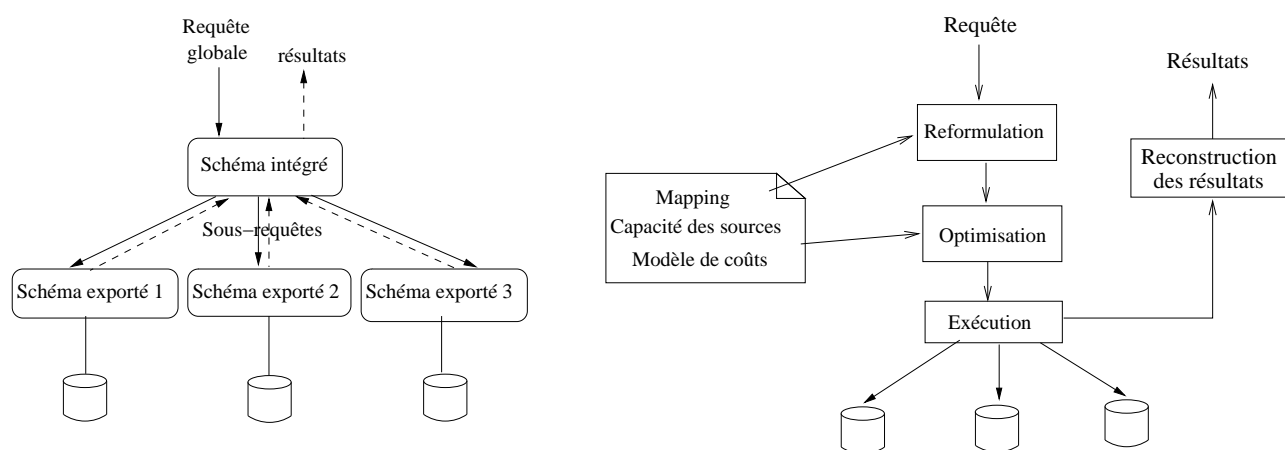 Requête
globale
résultats
Schéma intégré
Sous−requêtes
Schéma exporté 1
Schéma exporté 2
Schéma exporté 3
Requête
Résultats
Reformulation
Reconstruction
des résultats
Mapping
Capacité des sources
Modèle de coûts
Optimisation
Exécution